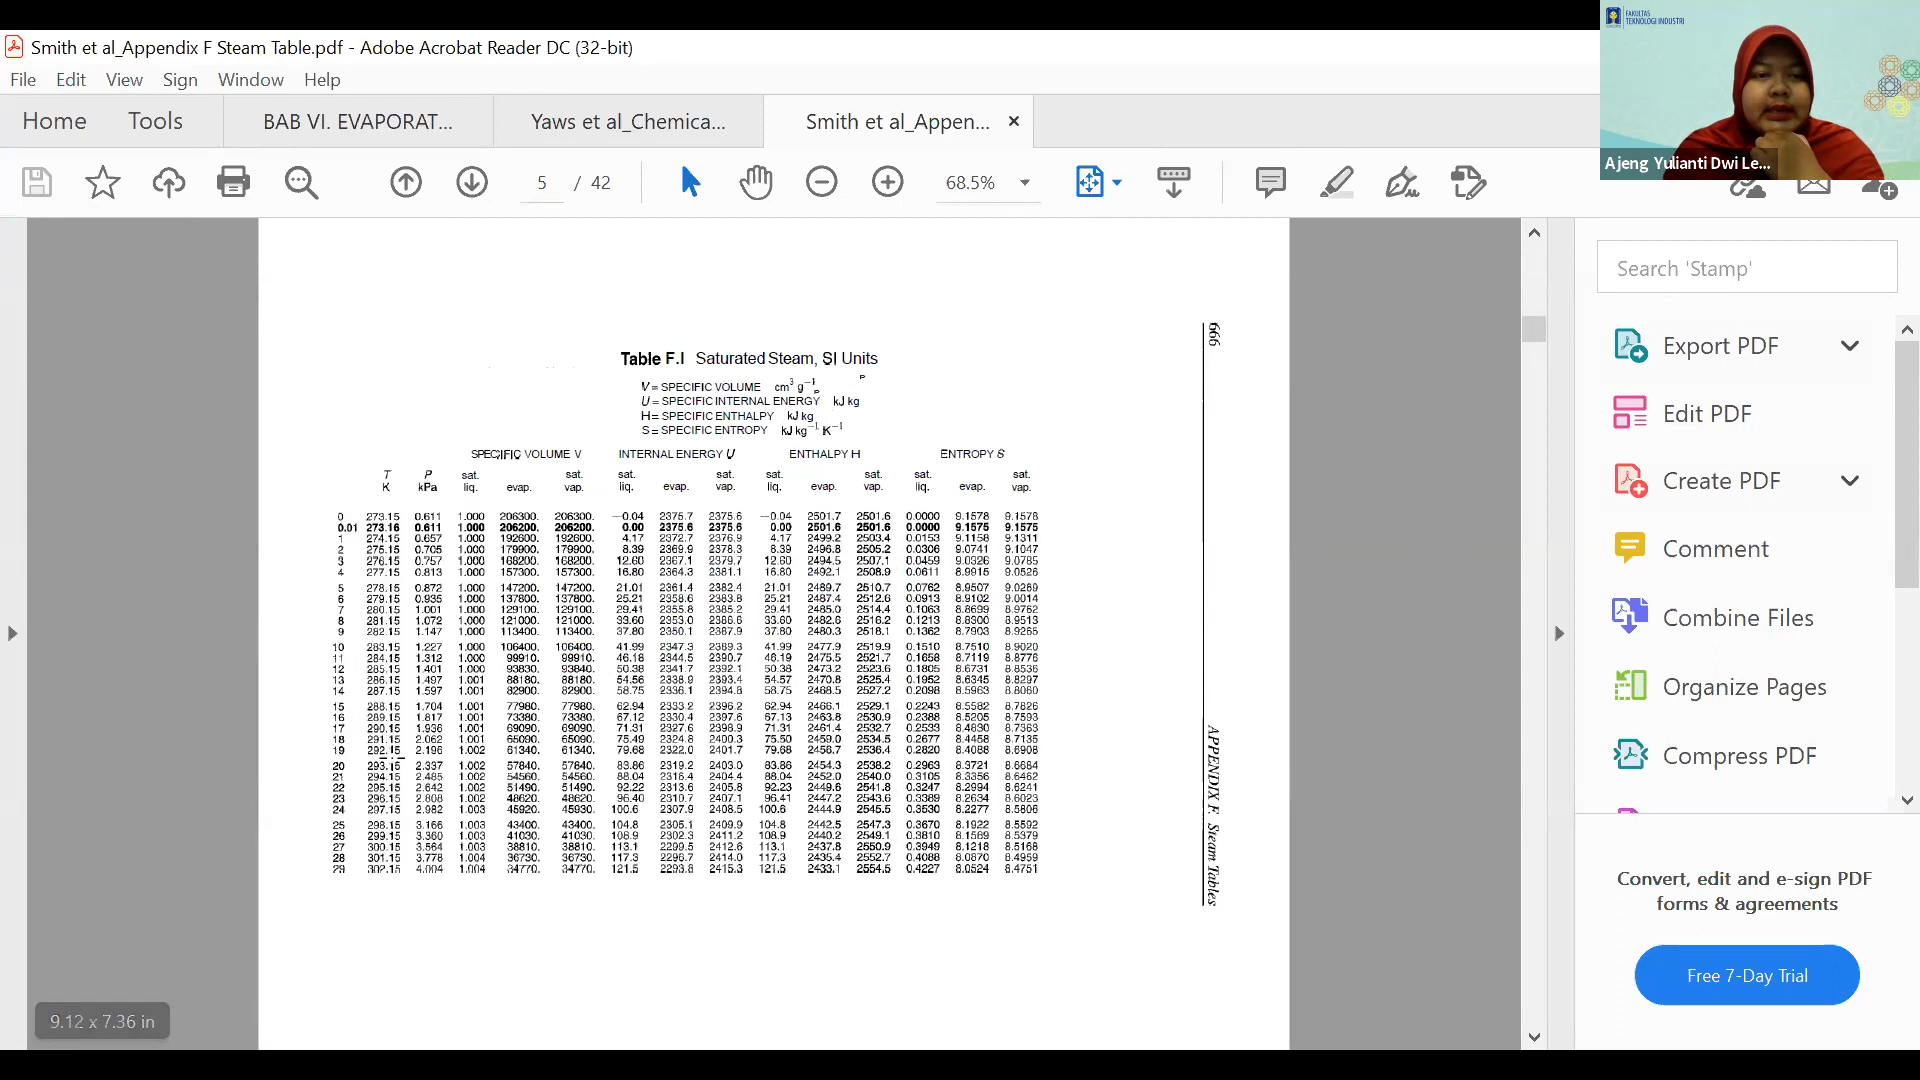 FAKULTAS
TEKNOLOGI INDUSTRI
Smith et al_Appendix F Steam Table.pdf - Adobe Acrobat Reader DC (32-bit)
File Edit View Sign Window Help
Home Tools BAB VI. EVAPORAT... Yaws et al_Chemica... Smith et al_Appen...
Ajeng Yulianti Dwi Le...
5 / 42 68.5%
Search 'Stamp'
Export PDF
Edit PDF
Create PDF
Comment
Combine Files
Organize Pages
Compress PDF
Convert, edit and e-sign PDF
forms & agreements
Free 7-Day Trial
666
APPENDIX F. Steam Tables
Table F.I Saturated Steam, SI Units
V = SPECIFIC VOLUME cm³ g⁻¹
U = SPECIFIC INTERNAL ENERGY kJ kg
H = SPECIFIC ENTHALPY kJ kg
S = SPECIFIC ENTROPY kJ kg⁻¹ K⁻¹
SPECIFIC VOLUME V INTERNAL ENERGY U ENTHALPY H ENTROPY S
T P sat. sat. sat. sat. sat. sat. sat. sat.
K kPa liq. evap. vap. liq. evap. vap. liq. evap. vap. liq. evap. vap.
0 273.15 0.611 1.000 206300. 206300. —0.04 2375.7 2375.6 —0.04 2501.7 2501.6 0.0000 9.1578 9.1578
0.01 273.16 0.611 1.000 206200. 206200. 0.00 2375.6 2375.6 0.00 2501.6 2501.6 0.0000 9.1575 9.1575
1 274.15 0.657 1.000 192600. 192600. 4.17 2372.7 2376.9 4.17 2499.2 2503.4 0.0153 9.1158 9.1311
2 275.15 0.705 1.000 179900. 179900. 8.39 2369.9 2378.3 8.39 2496.8 2505.2 0.0306 9.0741 9.1047
3 276.15 0.757 1.000 168200. 168200. 12.60 2367.1 2379.7 12.60 2494.5 2507.1 0.0459 9.0326 9.0785
4 277.15 0.813 1.000 157300. 157300. 16.80 2364.3 2381.1 16.80 2492.1 2508.9 0.0611 8.9915 9.0526
5 278.15 0.872 1.000 147200. 147200. 21.01 2361.4 2382.4 21.01 2489.7 2510.7 0.0762 8.9507 9.0269
6 279.15 0.935 1.000 137800. 137800. 25.21 2358.6 2383.8 25.21 2487.4 2512.6 0.0913 8.9102 9.0014
7 280.15 1.001 1.000 129100. 129100. 29.41 2355.8 2385.2 29.41 2485.0 2514.4 0.1063 8.8699 8.9762
8 281.15 1.072 1.000 121000. 121000. 33.60 2353.0 2386.6 33.60 2482.6 2516.2 0.1213 8.8300 8.9513
9 282.15 1.147 1.000 113400. 113400. 37.80 2350.1 2387.9 37.80 2480.3 2518.1 0.1362 8.7903 8.9265
10 283.15 1.227 1.000 106400. 106400. 41.99 2347.3 2389.3 41.99 2477.9 2519.9 0.1510 8.7510 8.9020
11 284.15 1.312 1.000 99910. 99910. 46.18 2344.5 2390.7 46.19 2475.5 2521.7 0.1658 8.7119 8.8776
12 285.15 1.401 1.000 93830. 93840. 50.38 2341.7 2392.1 50.38 2473.2 2523.6 0.1805 8.6731 8.8536
13 286.15 1.497 1.001 88180. 88180. 54.56 2338.9 2393.4 54.57 2470.8 2525.4 0.1952 8.6345 8.8297
14 287.15 1.597 1.001 82900. 82900. 58.75 2336.1 2394.8 58.75 2468.5 2527.2 0.2098 8.5963 8.8060
15 288.15 1.704 1.001 77980. 77980. 62.94 2333.2 2396.2 62.94 2466.1 2529.1 0.2243 8.5582 8.7826
16 289.15 1.817 1.001 73380. 73380. 67.12 2330.4 2397.6 67.13 2463.8 2530.9 0.2388 8.5205 8.7593
17 290.15 1.936 1.001 69090. 69090. 71.31 2327.6 2398.9 71.31 2461.4 2532.7 0.2533 8.4830 8.7363
18 291.15 2.062 1.001 65090. 65090. 75.49 2324.8 2400.3 75.50 2459.0 2534.5 0.2677 8.4458 8.7135
19 292.15 2.196 1.002 61340. 61340. 79.68 2322.0 2401.7 79.68 2456.7 2536.4 0.2820 8.4088 8.6908
20 293.15 2.337 1.002 57840. 57840. 83.86 2319.2 2403.0 83.86 2454.3 2538.2 0.2963 8.3721 8.6684
21 294.15 2.485 1.002 54560. 54560. 88.04 2316.4 2404.4 88.04 2452.0 2540.0 0.3105 8.3356 8.6462
22 295.15 2.642 1.002 51490. 51490. 92.22 2313.6 2405.8 92.23 2449.6 2541.8 0.3247 8.2994 8.6241
23 296.15 2.808 1.002 48620. 48620. 96.40 2310.7 2407.1 96.41 2447.2 2543.6 0.3389 8.2634 8.6023
24 297.15 2.982 1.003 45920. 45930. 100.6 2307.9 2408.5 100.6 2444.9 2545.5 0.3530 8.2277 8.5806
25 298.15 3.166 1.003 43400. 43400. 104.8 2305.1 2409.9 104.8 2442.5 2547.3 0.3670 8.1922 8.5592
26 299.15 3.360 1.003 41030. 41030. 108.9 2302.3 2411.2 108.9 2440.2 2549.1 0.3810 8.1569 8.5379
27 300.15 3.564 1.003 38810. 38810. 113.1 2299.5 2412.6 113.1 2437.8 2550.9 0.3949 8.1218 8.5168
28 301.15 3.778 1.004 36730. 36730. 117.3 2296.7 2414.0 117.3 2435.4 2552.7 0.4088 8.0870 8.4959
29 302.15 4.004 1.004 34770. 34770. 121.5 2293.8 2415.3 121.5 2433.1 2554.5 0.4227 8.0524 8.4751
9.12 x 7.36 in